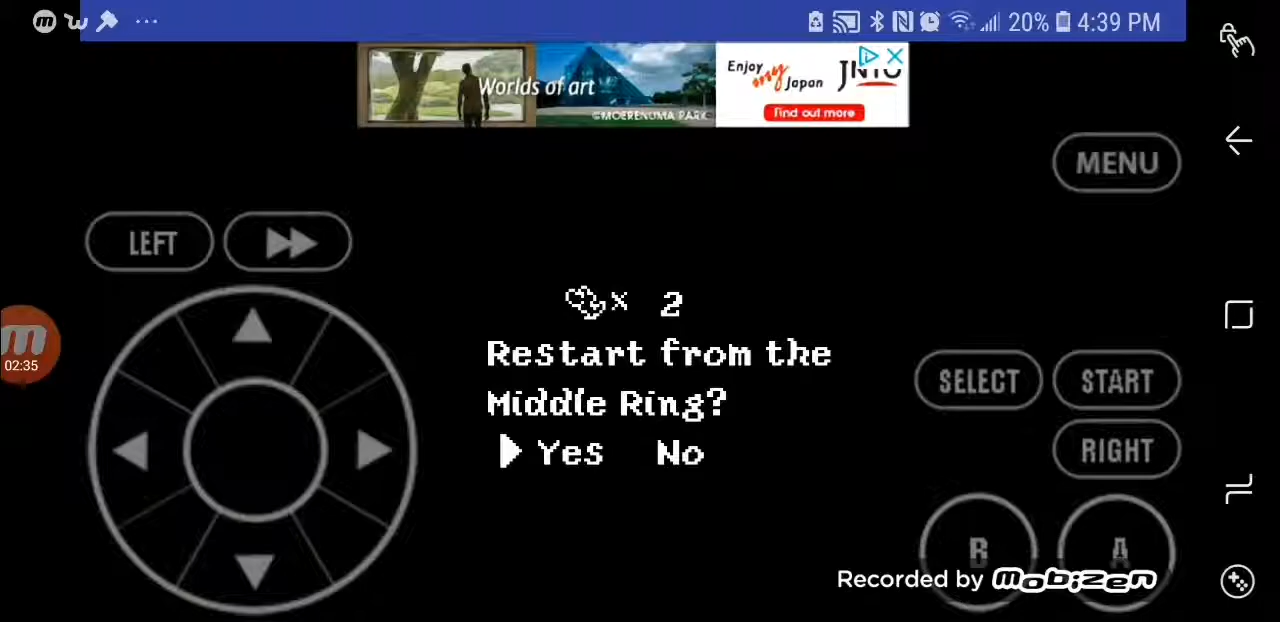 20% 4:39 PM
Worlds of art
©MOERENUMA PARK
Enjoy my Japan
JNTO
Find out more
MENU
LEFT
02:35
x 2
Restart from the
Middle Ring?
Yes No
SELECT START
RIGHT
B A
Recorded by mobizen